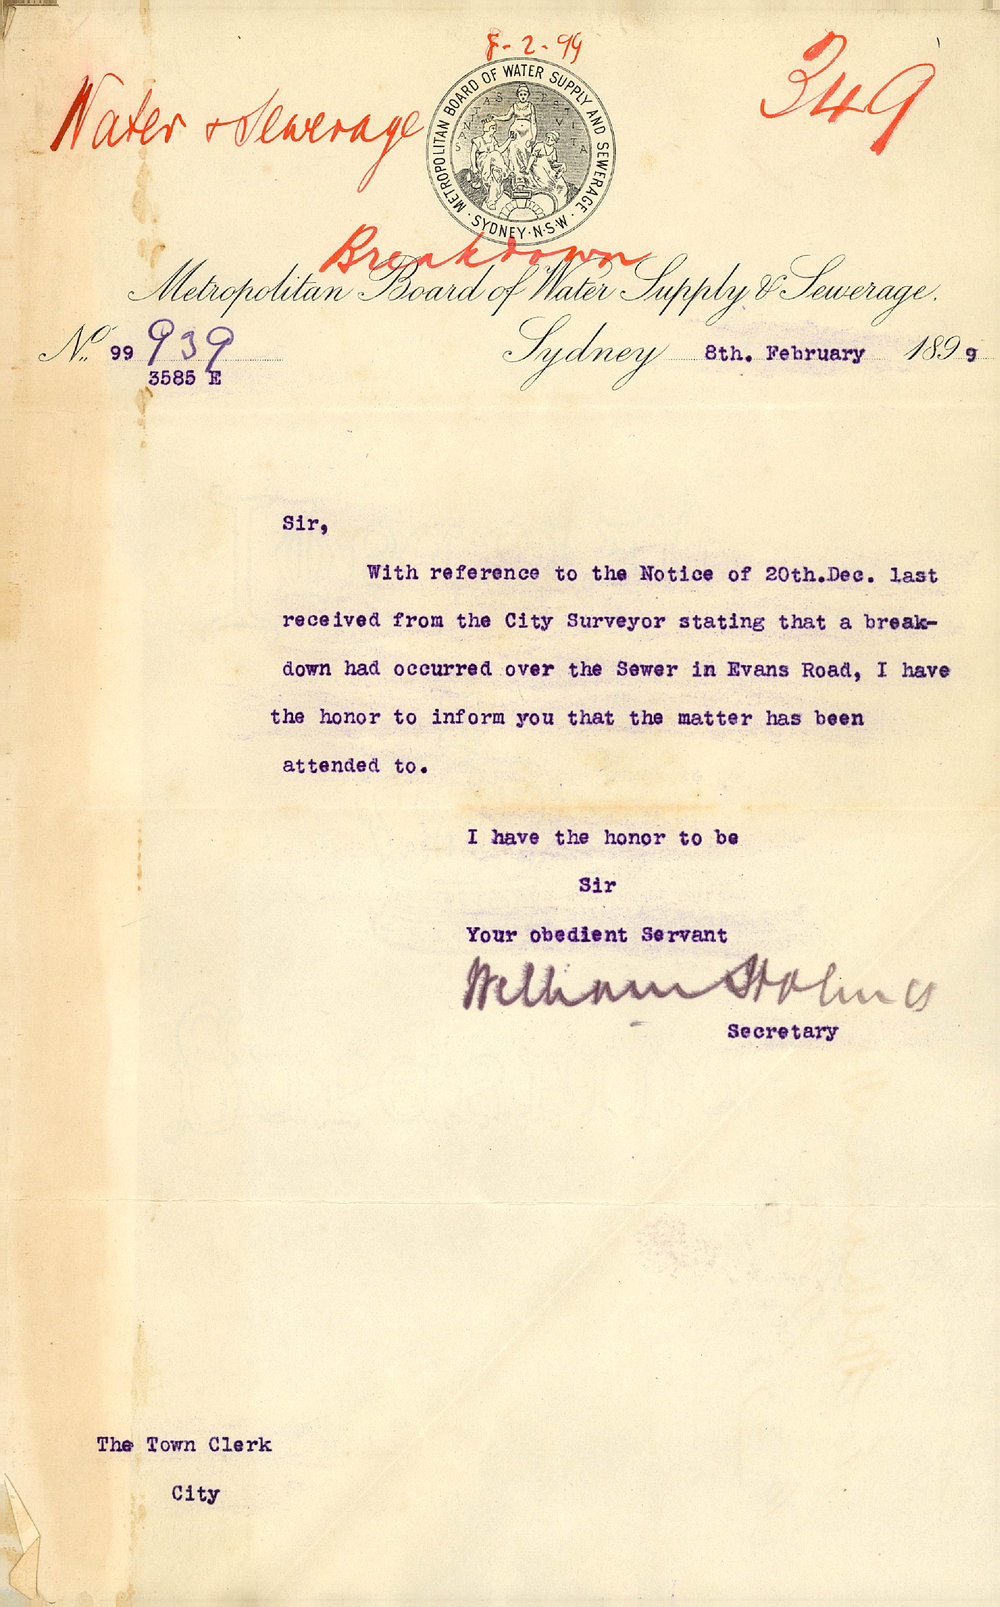 8-2-99
349
Water & Sewerage
METROPOLITAN BOARD OF WATER SUPPLY AND SEWERAGE
SANITAS EST VITA
· SYDNEY · N·S·W ·
Breakdown
Metropolitan Board of Water Supply & Sewerage.
No. 99 939
3585 E
Sydney 8th. February 1899
Sir,
With reference to the Notice of 20th.Dec. last
received from the City Surveyor stating that a break-
down had occurred over the Sewer in Evans Road, I have
the honor to inform you that the matter has been
attended to.
I have the honor to be
Sir
Your obedient Servant
William Holmes
Secretary
The Town Clerk
City